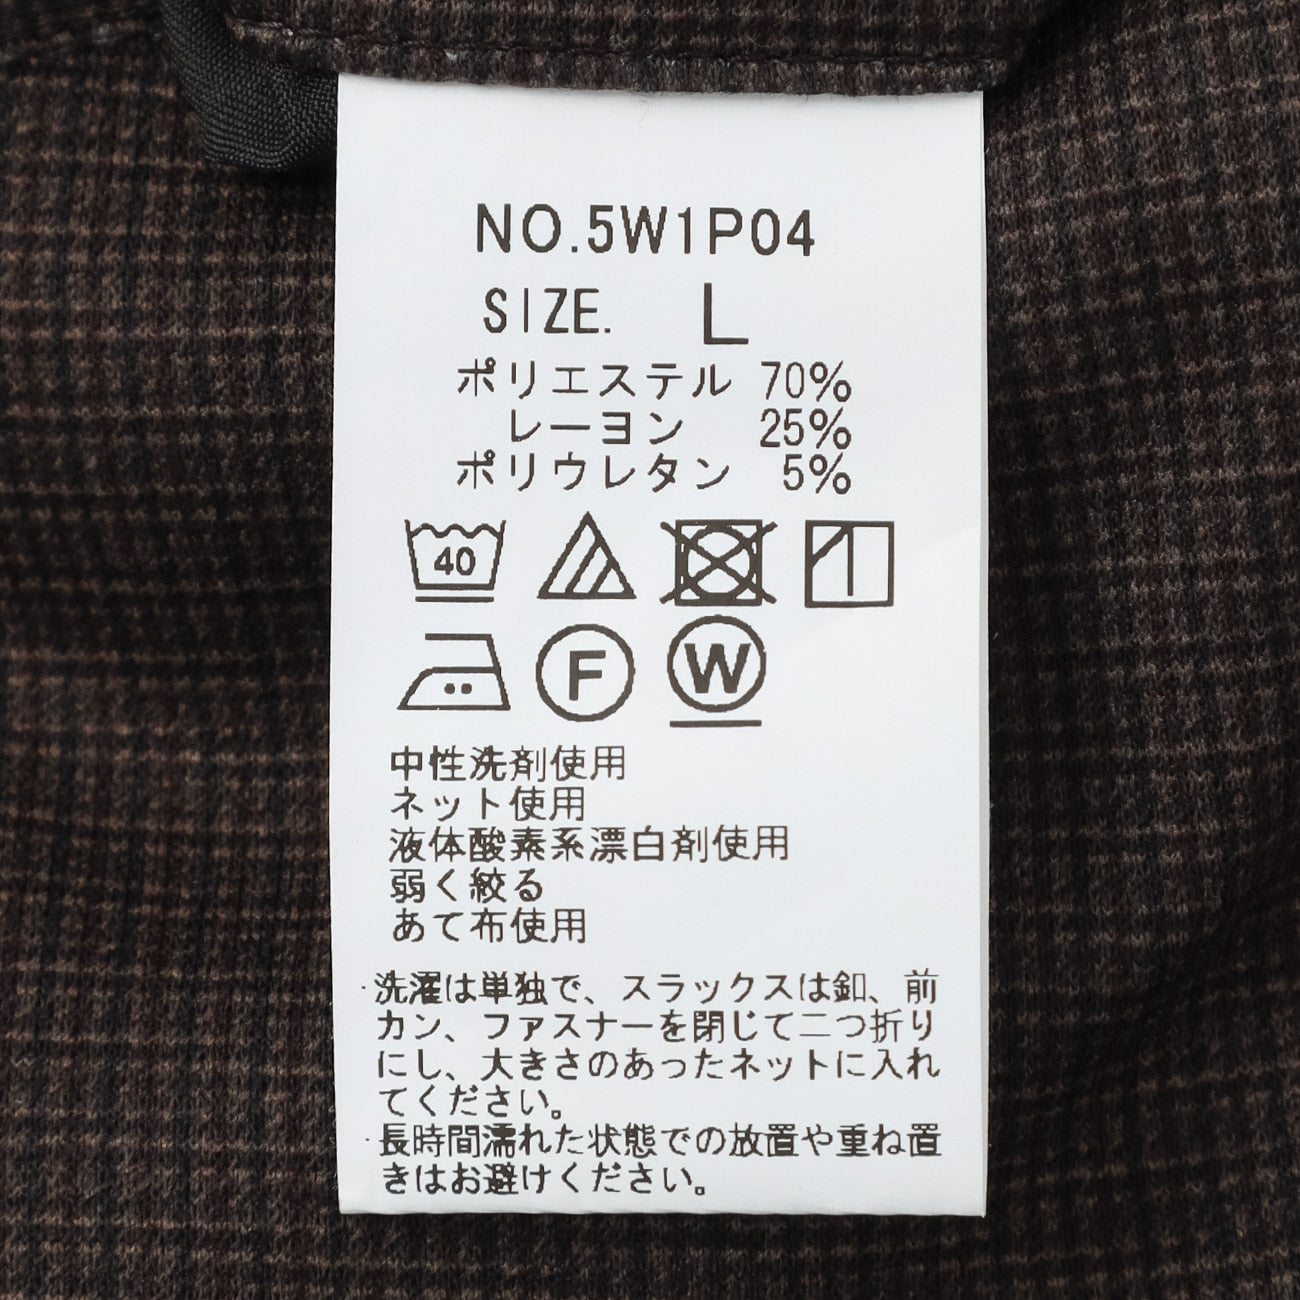 NO.5W1P04
SIZE. L
ポリエステル 70%
レーヨン 25%
ポリウレタン 5%
40
F W
中性洗剤使用
ネット使用
液体酸素系漂白剤使用
弱く絞る
あて布使用
・洗濯は単独で、スラックスは釦、前
カン、ファスナーを閉じて二つ折り
にし、大きさのあったネットに入れ
てください。
・長時間濡れた状態での放置や重ね置
きはお避けください。